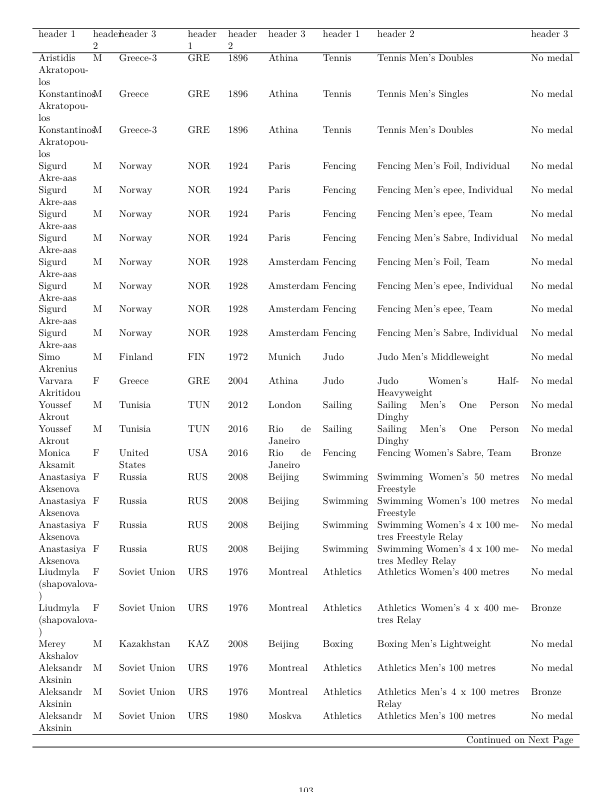 header 1 header header 3 header header header 3 header 1 header 2 header 3
2 1 2
Aristidis M Greece-3 GRE 1896 Athina Tennis Tennis Men's Doubles No medal
Akratopou-
los
Konstantinos M Greece GRE 1896 Athina Tennis Tennis Men's Singles No medal
Akratopou-
los
Konstantinos M Greece-3 GRE 1896 Athina Tennis Tennis Men's Doubles No medal
Akratopou-
los
Sigurd M Norway NOR 1924 Paris Fencing Fencing Men's Foil, Individual No medal
Akre-aas
Sigurd M Norway NOR 1924 Paris Fencing Fencing Men's epee, Individual No medal
Akre-aas
Sigurd M Norway NOR 1924 Paris Fencing Fencing Men's epee, Team No medal
Akre-aas
Sigurd M Norway NOR 1924 Paris Fencing Fencing Men's Sabre, Individual No medal
Akre-aas
Sigurd M Norway NOR 1928 Amsterdam Fencing Fencing Men's Foil, Team No medal
Akre-aas
Sigurd M Norway NOR 1928 Amsterdam Fencing Fencing Men's epee, Individual No medal
Akre-aas
Sigurd M Norway NOR 1928 Amsterdam Fencing Fencing Men's epee, Team No medal
Akre-aas
Sigurd M Norway NOR 1928 Amsterdam Fencing Fencing Men's Sabre, Individual No medal
Akre-aas
Simo M Finland FIN 1972 Munich Judo Judo Men's Middleweight No medal
Akrenius
Varvara F Greece GRE 2004 Athina Judo Judo Women's Half- No medal
Akritidou Heavyweight
Youssef M Tunisia TUN 2012 London Sailing Sailing Men's One Person No medal
Akrout Dinghy
Youssef M Tunisia TUN 2016 Rio de Sailing Sailing Men's One Person No medal
Akrout Janeiro Dinghy
Monica F United USA 2016 Rio de Fencing Fencing Women's Sabre, Team Bronze
Aksamit States Janeiro
Anastasiya F Russia RUS 2008 Beijing Swimming Swimming Women's 50 metres No medal
Aksenova Freestyle
Anastasiya F Russia RUS 2008 Beijing Swimming Swimming Women's 100 metres No medal
Aksenova Freestyle
Anastasiya F Russia RUS 2008 Beijing Swimming Swimming Women's 4 x 100 me- No medal
Aksenova tres Freestyle Relay
Anastasiya F Russia RUS 2008 Beijing Swimming Swimming Women's 4 x 100 me- No medal
Aksenova tres Medley Relay
Liudmyla F Soviet Union URS 1976 Montreal Athletics Athletics Women's 400 metres No medal
(shapovalova-
)
Liudmyla F Soviet Union URS 1976 Montreal Athletics Athletics Women's 4 x 400 me- Bronze
(shapovalova- tres Relay
)
Merey M Kazakhstan KAZ 2008 Beijing Boxing Boxing Men's Lightweight No medal
Akshalov
Aleksandr M Soviet Union URS 1976 Montreal Athletics Athletics Men's 100 metres No medal
Aksinin
Aleksandr M Soviet Union URS 1976 Montreal Athletics Athletics Men's 4 x 100 metres Bronze
Aksinin Relay
Aleksandr M Soviet Union URS 1980 Moskva Athletics Athletics Men's 100 metres No medal
Aksinin
Continued on Next Page
103